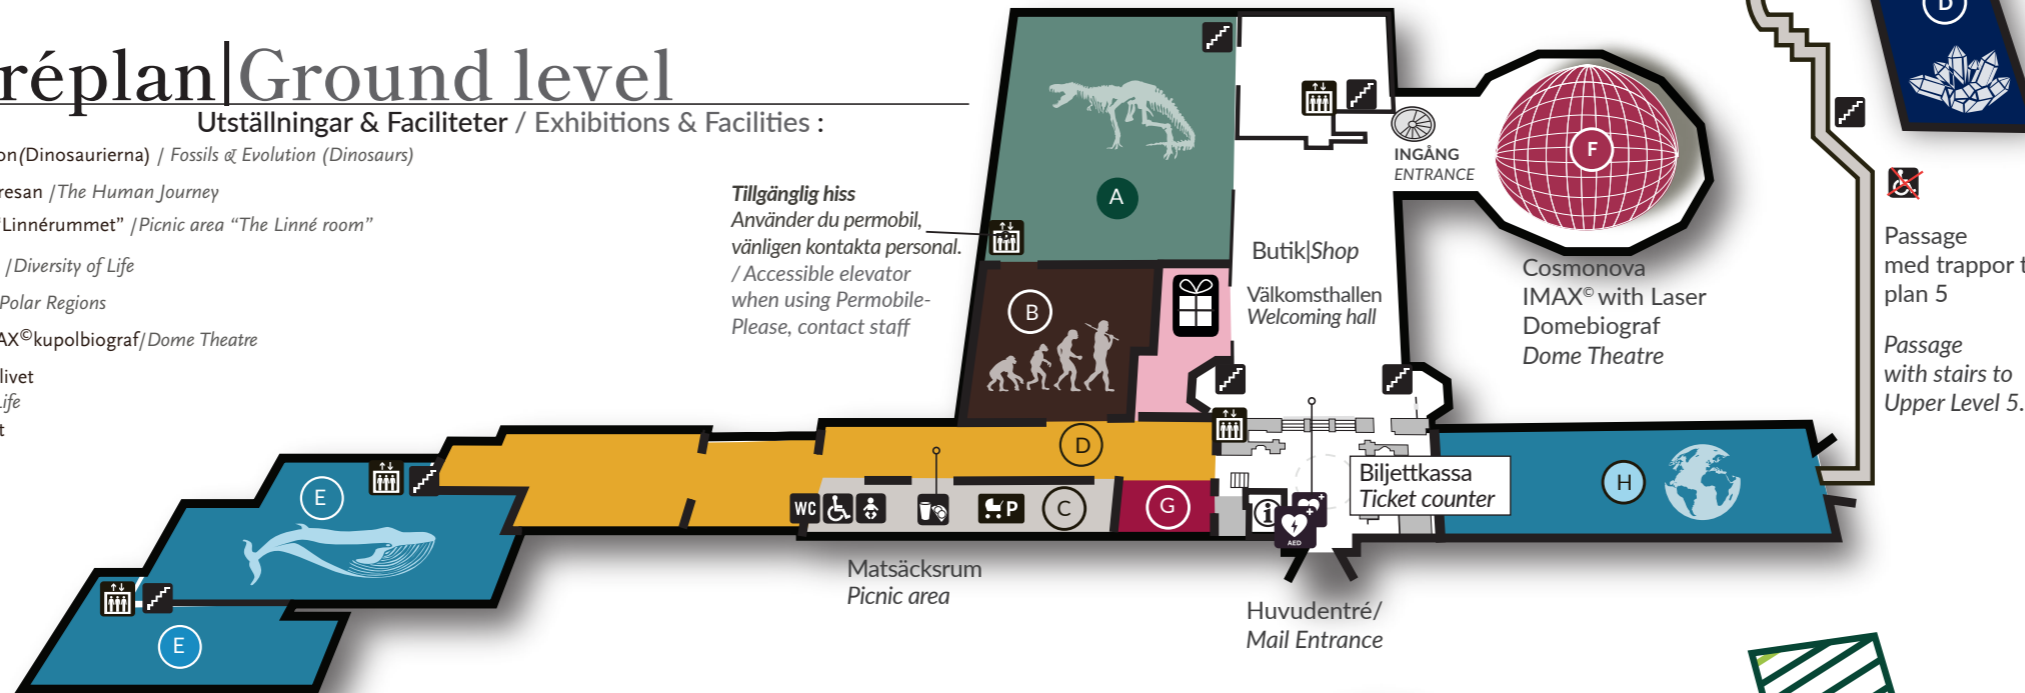 réplan|Ground level
Utställningar & Faciliteter / Exhibitions & Facilities :
on(Dinosaurierna) / Fossils & Evolution (Dinosaurs)
resan /The Human Journey
"Linnérummet" /Picnic area "The Linné room"
/Diversity of Life
Polar Regions
AX©kupolbiograf/Dome Theatre
livet
Life
t
Tillgänglig hiss
Använder du permobil,
vänligen kontakta personal.
/ Accessible elevator
when using Permobile-
Please, contact staff
A
B
Butik|Shop
Välkomsthallen
Welcoming hall
INGÅNG
ENTRANCE
F
Cosmonova
IMAX© with Laser
Domebiograf
Dome Theatre
D
Passage
med trappor t
plan 5
Passage
with stairs to
Upper Level 5.
D
E
E
WC
P
C
G
i
AED
Biljettkassa
Ticket counter
H
Matsäcksrum
Picnic area
Huvudentré/
Mail Entrance